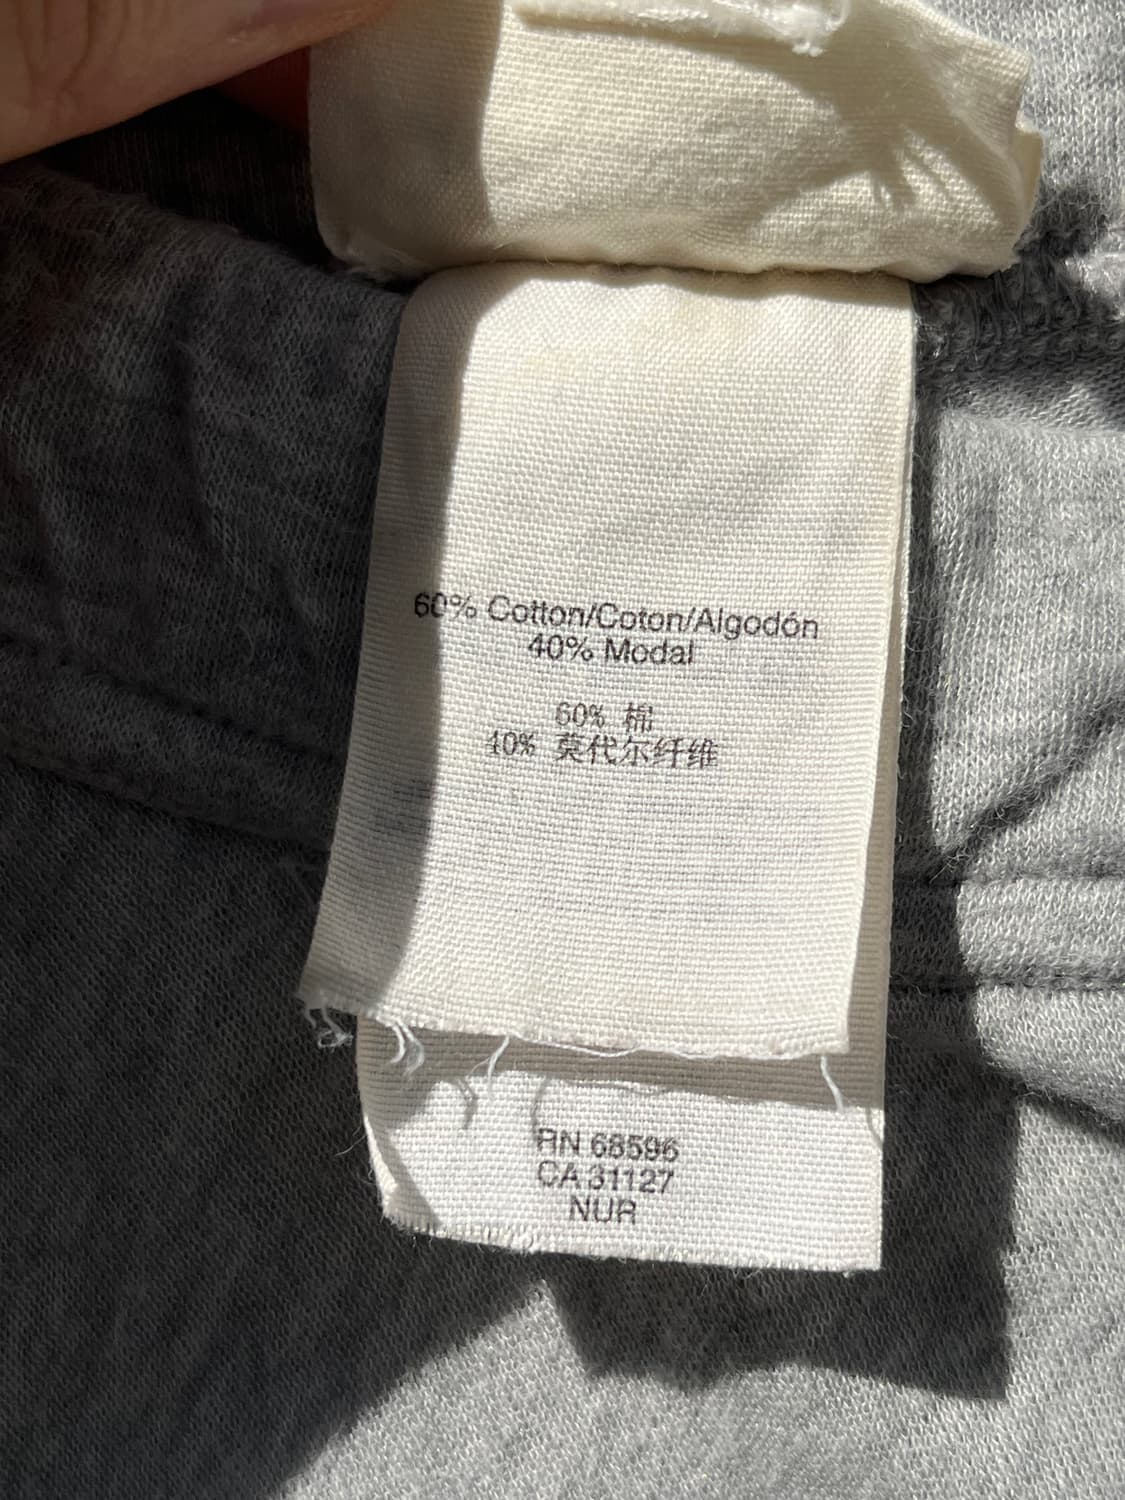 60% Cotton/Coton/Algodón
40% Modal
60% 棉
40% 莫代尔纤维
RN 68596
CA 31127
NUR